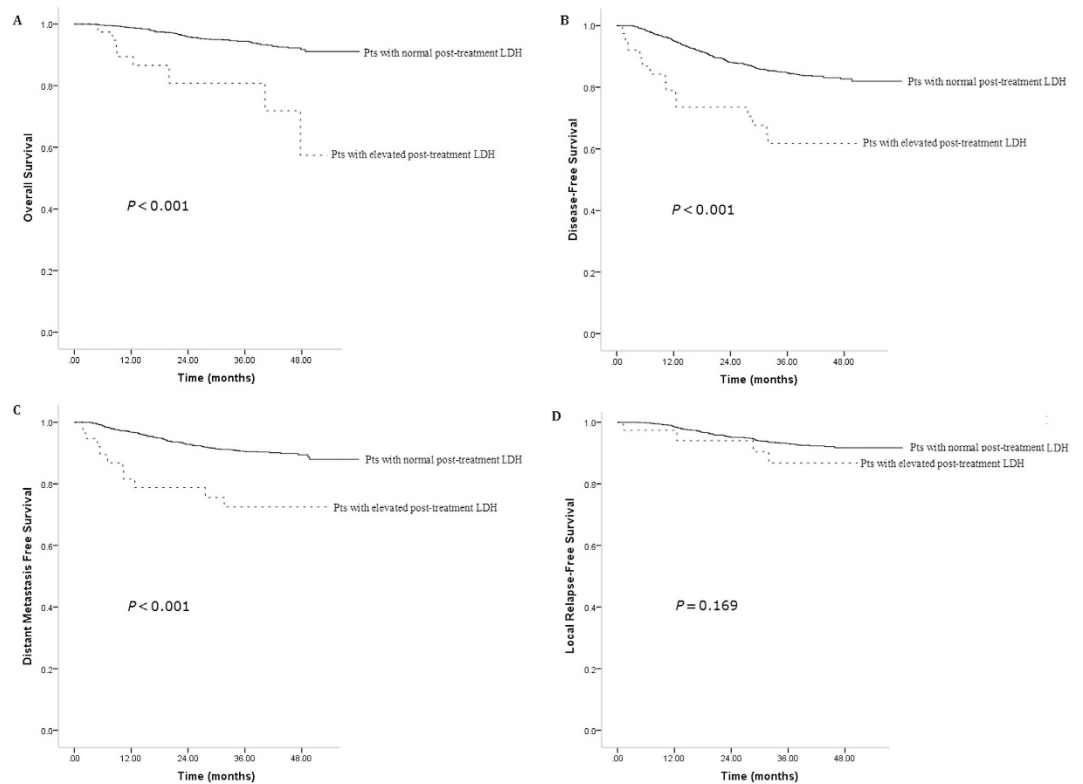 A
Overall Survival
1.0
0.8
0.6
0.4
0.2
0.0
Pts with normal post-treatment LDH
Pts with elevated post-treatment LDH
P < 0.001
.00 12.00 24.00 36.00 48.00
Time (months)
B
Disease-Free Survival
1.0
0.8
0.6
0.4
0.2
0.0
Pts with normal post-treatment LDH
Pts with elevated post-treatment LDH
P < 0.001
.00 12.00 24.00 36.00 48.00
Time (months)
C
Distant Metastasis Free Survival
1.0
0.8
0.6
0.4
0.2
0.0
Pts with normal post-treatment LDH
Pts with elevated post-treatment LDH
P < 0.001
.00 12.00 24.00 36.00 48.00
Time (months)
D
Local Relapse-Free Survival
1.0
0.8
0.6
0.4
0.2
0.0
Pts with normal post-treatment LDH
Pts with elevated post-treatment LDH
P = 0.169
.00 12.00 24.00 36.00 48.00
Time (months)